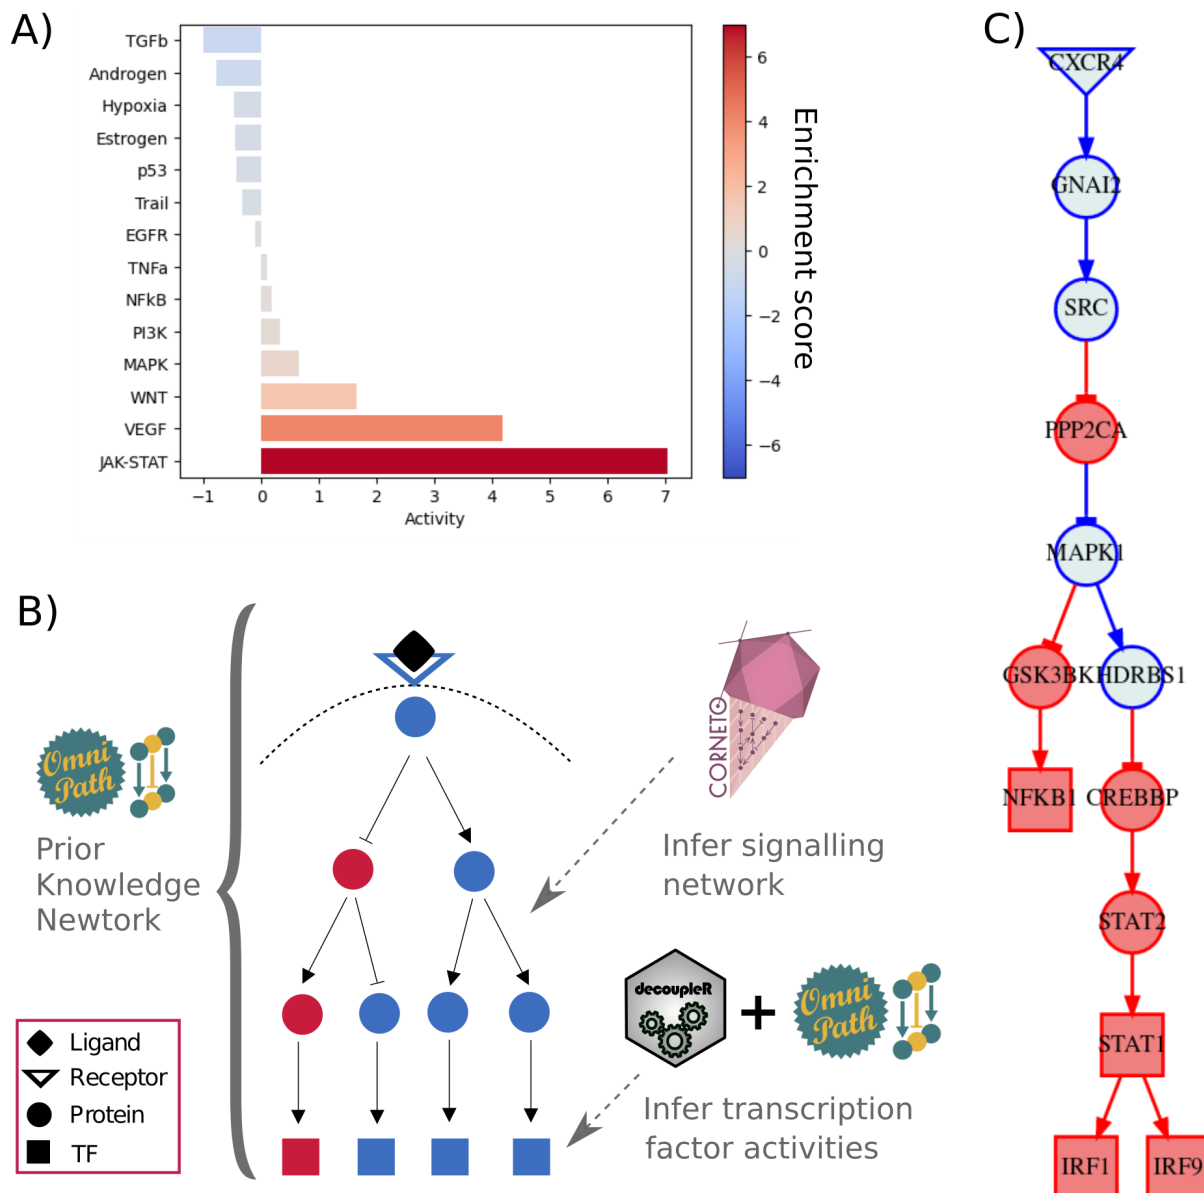 A)
TGFb
Androgen
Hypoxia
Estrogen
p53
Trail
EGFR
TNFa
NFkB
PI3K
MAPK
WNT
VEGF
JAK-STAT
−1 0 1 2 3 4 5 6 7
Activity
6
4
2
0
−2
−4
−6
Enrichment score
B)
Omni
Path
Prior
Knowledge
Newtork
CORNETO
Infer signalling
network
decoupleR
+
Omni
Path
Infer transcription
factor activities
Ligand
Receptor
Protein
TF
C)
CXCR4
GNAI2
SRC
PPP2CA
MAPK1
GSK3B KHDRBS1
NFKB1 CREBBP
STAT2
STAT1
IRF1 IRF9